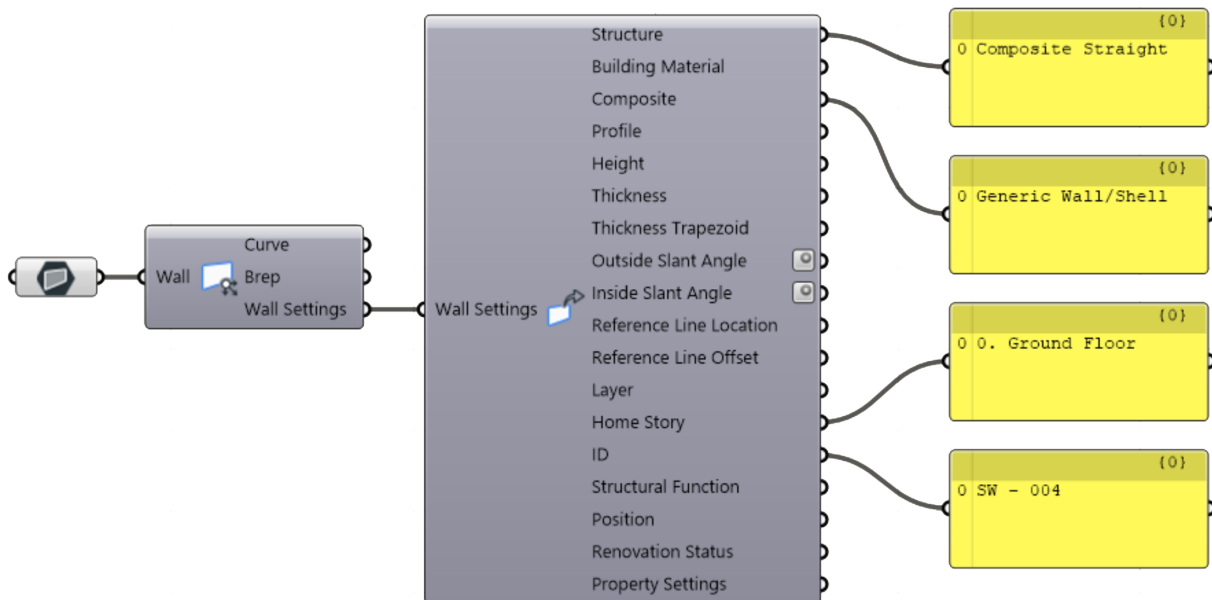 Wall
Curve
Brep
Wall Settings
Wall Settings
Structure
Building Material
Composite
Profile
Height
Thickness
Thickness Trapezoid
Outside Slant Angle
Inside Slant Angle
Reference Line Location
Reference Line Offset
Layer
Home Story
ID
Structural Function
Position
Renovation Status
Property Settings
{0}
0 Composite Straight
{0}
0 Generic Wall/Shell
{0}
0 0. Ground Floor
{0}
0 SW - 004